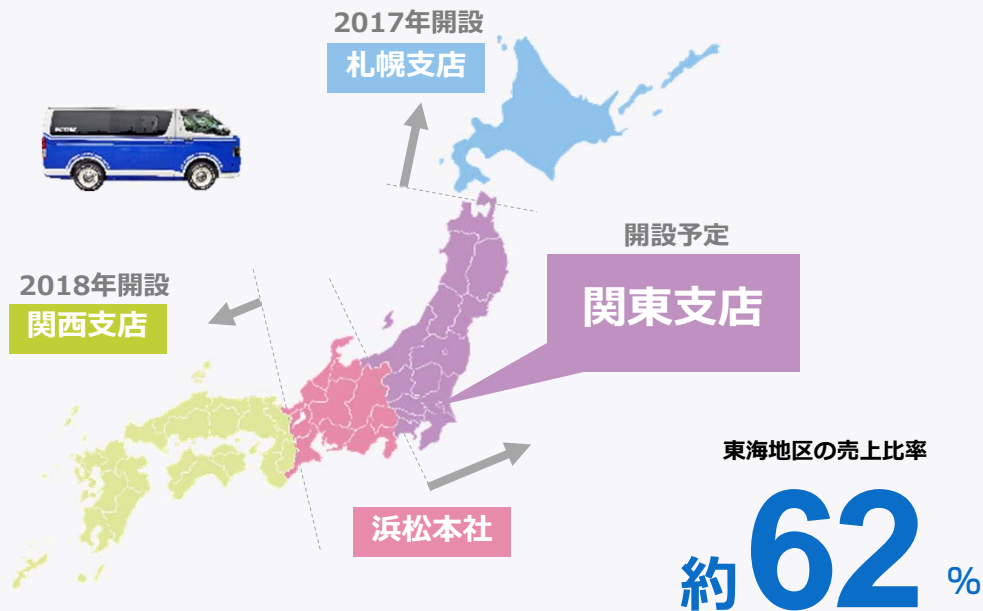 2017年開設
札幌支店
開設予定
関東支店
2018年開設
関西支店
浜松本社
東海地区の売上比率
約62%